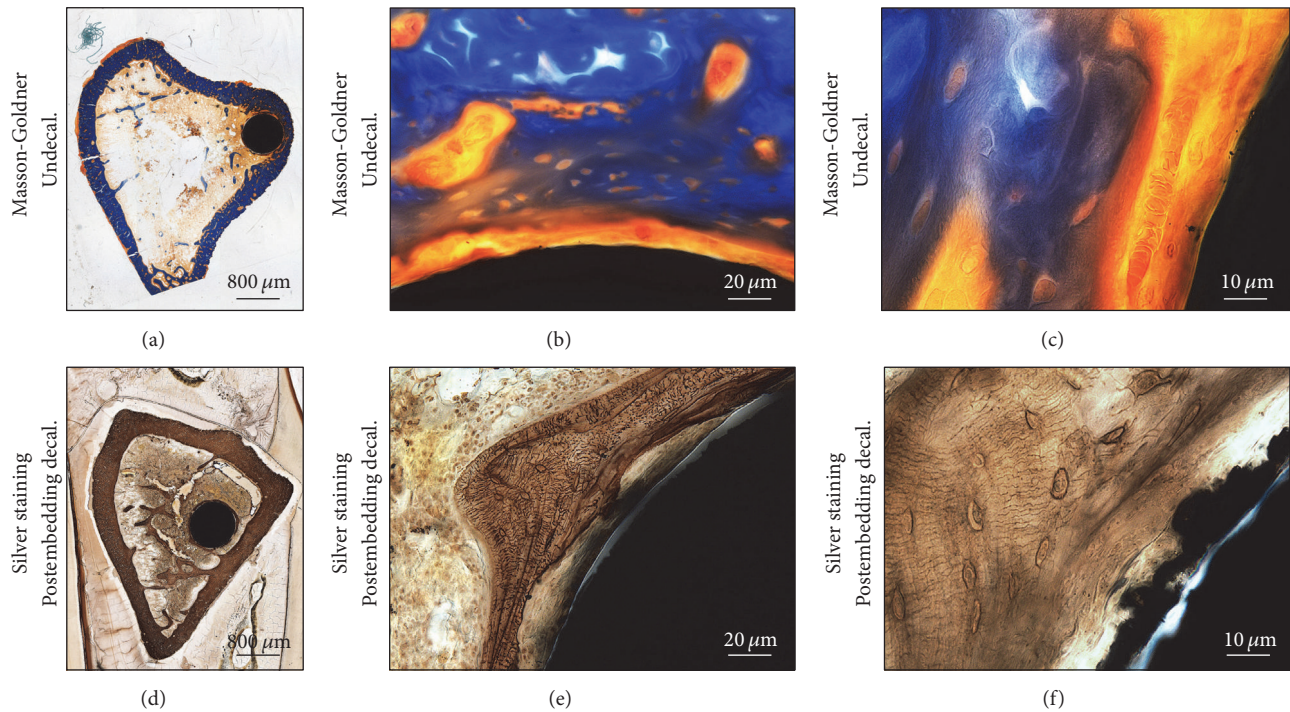 Masson-Goldner
Undecal.
800 μm
(a)
Masson-Goldner
Undecal.
20 μm
(b)
Masson-Goldner
Undecal.
10 μm
(c)
Silver staining
Postembedding decal.
800 μm
(d)
Silver staining
Postembedding decal.
20 μm
(e)
Silver staining
Postembedding decal.
10 μm
(f)